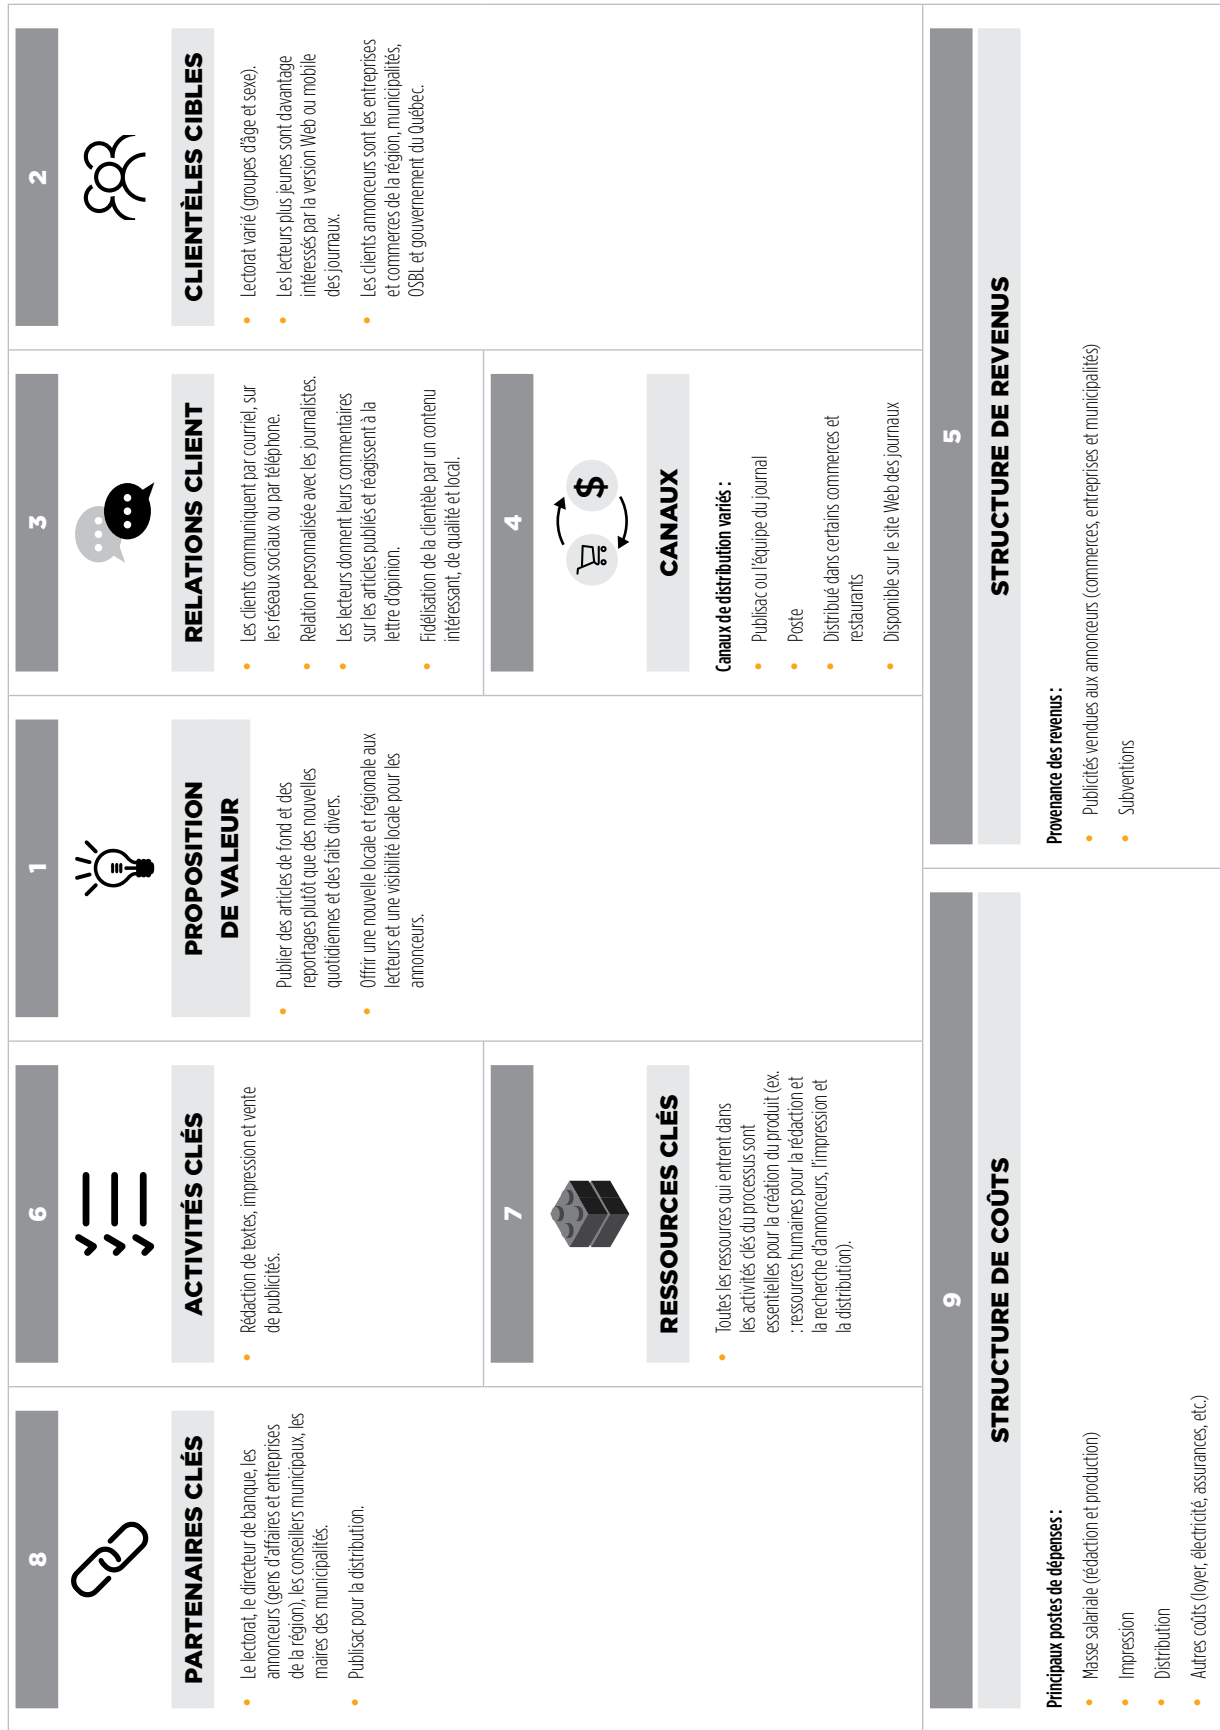 8
PARTENAIRES CLÉS
• Le lectorat, le directeur de banque, les
annonceurs (gens d'affaires et entreprises
de la région), les conseillers municipaux, les
maires des municipalités.
• Publisac pour la distribution.
6
ACTIVITÉS CLÉS
• Rédaction de textes, impression et vente
de publicités.
7
RESSOURCES CLÉS
• Toutes les ressources qui entrent dans
les activités clés du processus sont
essentielles pour la création du produit (ex.
: ressources humaines pour la rédaction et
la recherche d'annonceurs, l'impression et
la distribution).
1
PROPOSITION
DE VALEUR
• Publier des articles de fond et des
reportages plutôt que des nouvelles
quotidiennes et des faits divers.
• Offrir une nouvelle locale et régionale aux
lecteurs et une visibilité locale pour les
annonceurs.
3
RELATIONS CLIENT
• Les clients communiquent par courriel, sur
les réseaux sociaux ou par téléphone.
• Relation personnalisée avec les journalistes.
• Les lecteurs donnent leurs commentaires
sur les articles publiés et réagissent à la
lettre d'opinion.
• Fidélisation de la clientèle par un contenu
intéressant, de qualité et local.
4
$
CANAUX
Canaux de distribution variés :
• Publisac ou l'équipe du journal
• Poste
• Distribué dans certains commerces et
restaurants
• Disponible sur le site Web des journaux
2
CLIENTÈLES CIBLES
• Lectorat varié (groupes d'âge et sexe).
• Les lecteurs plus jeunes sont davantage
intéressés par la version Web ou mobile
des journaux.
• Les clients annonceurs sont les entreprises
et commerces de la région, municipalités,
OSBL et gouvernement du Québec.
9
STRUCTURE DE COÛTS
Principaux postes de dépenses :
• Masse salariale (rédaction et production)
• Impression
• Distribution
• Autres coûts (loyer, électricité, assurances, etc.)
5
STRUCTURE DE REVENUS
Provenance des revenus :
• Publicités vendues aux annonceurs (commerces, entreprises et municipalités)
• Subventions